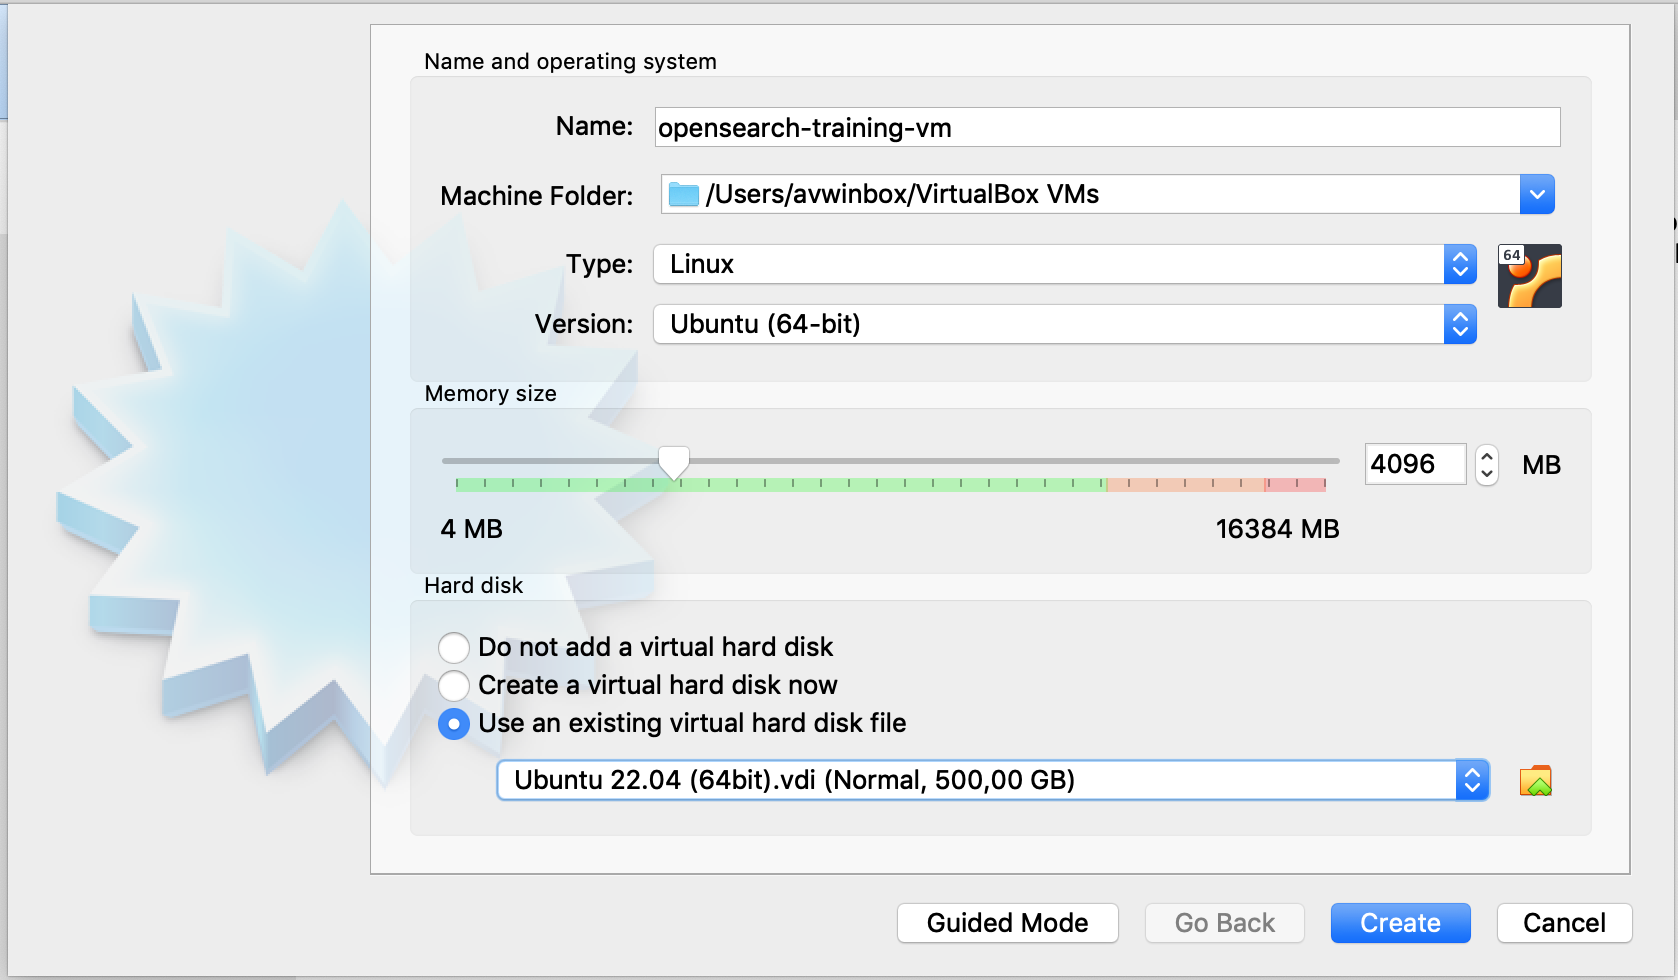 Name and operating system
Name: opensearch-training-vm
Machine Folder: /Users/avwinbox/VirtualBox VMs
Type: Linux
64
Version: Ubuntu (64-bit)
Memory size
4096 MB
4 MB 16384 MB
Hard disk
Do not add a virtual hard disk
Create a virtual hard disk now
Use an existing virtual hard disk file
Ubuntu 22.04 (64bit).vdi (Normal, 500,00 GB)
Guided Mode Go Back Create Cancel